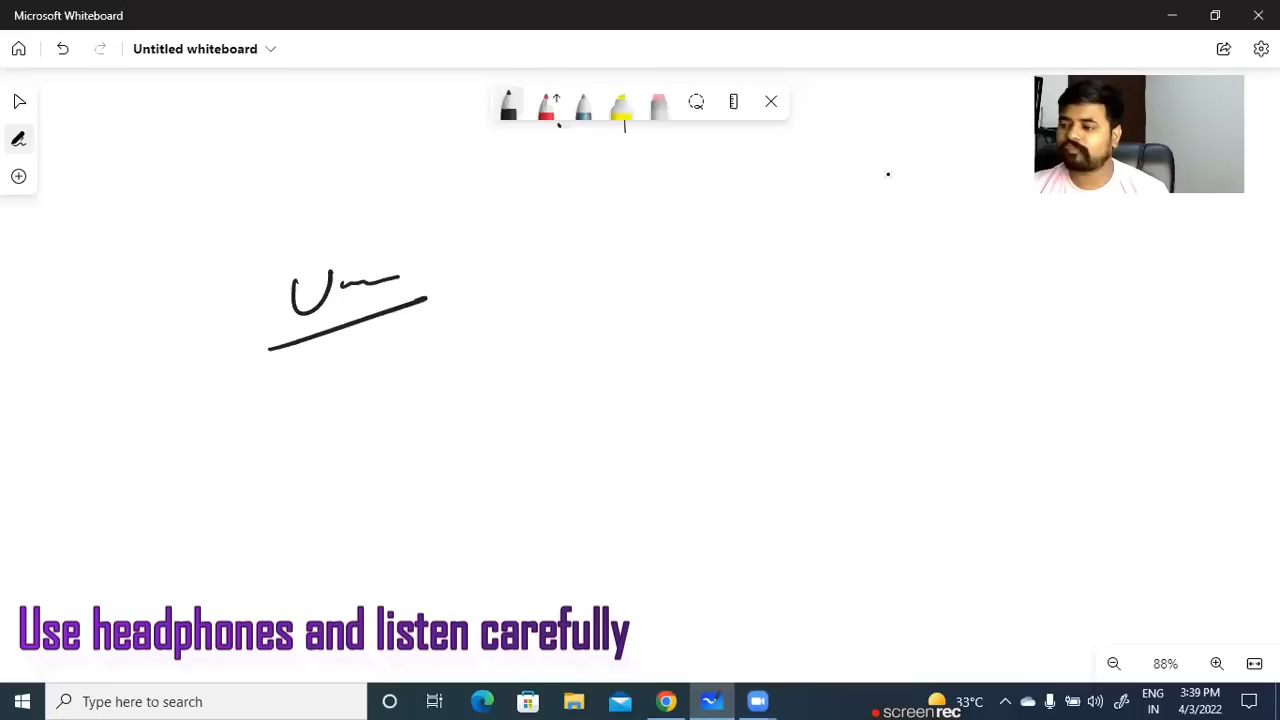 Microsoft Whiteboard
Untitled whiteboard
Use headphones and listen carefully
88%
Type here to search
33°C
ENG
IN
3:39 PM
4/3/2022
screenrec